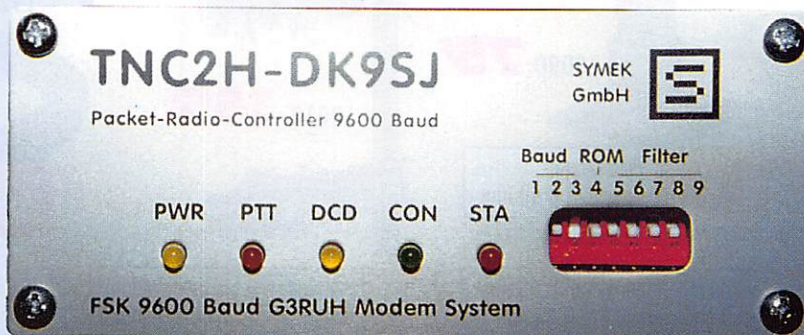 TNC2H-DK9SJ
Packet-Radio-Controller 9600 Baud
SYMEK
GmbH
S
Baud ROM Filter
1 2 3 4 5 6 7 8 9
PWR PTT DCD CON STA
FSK 9600 Baud G3RUH Modem System